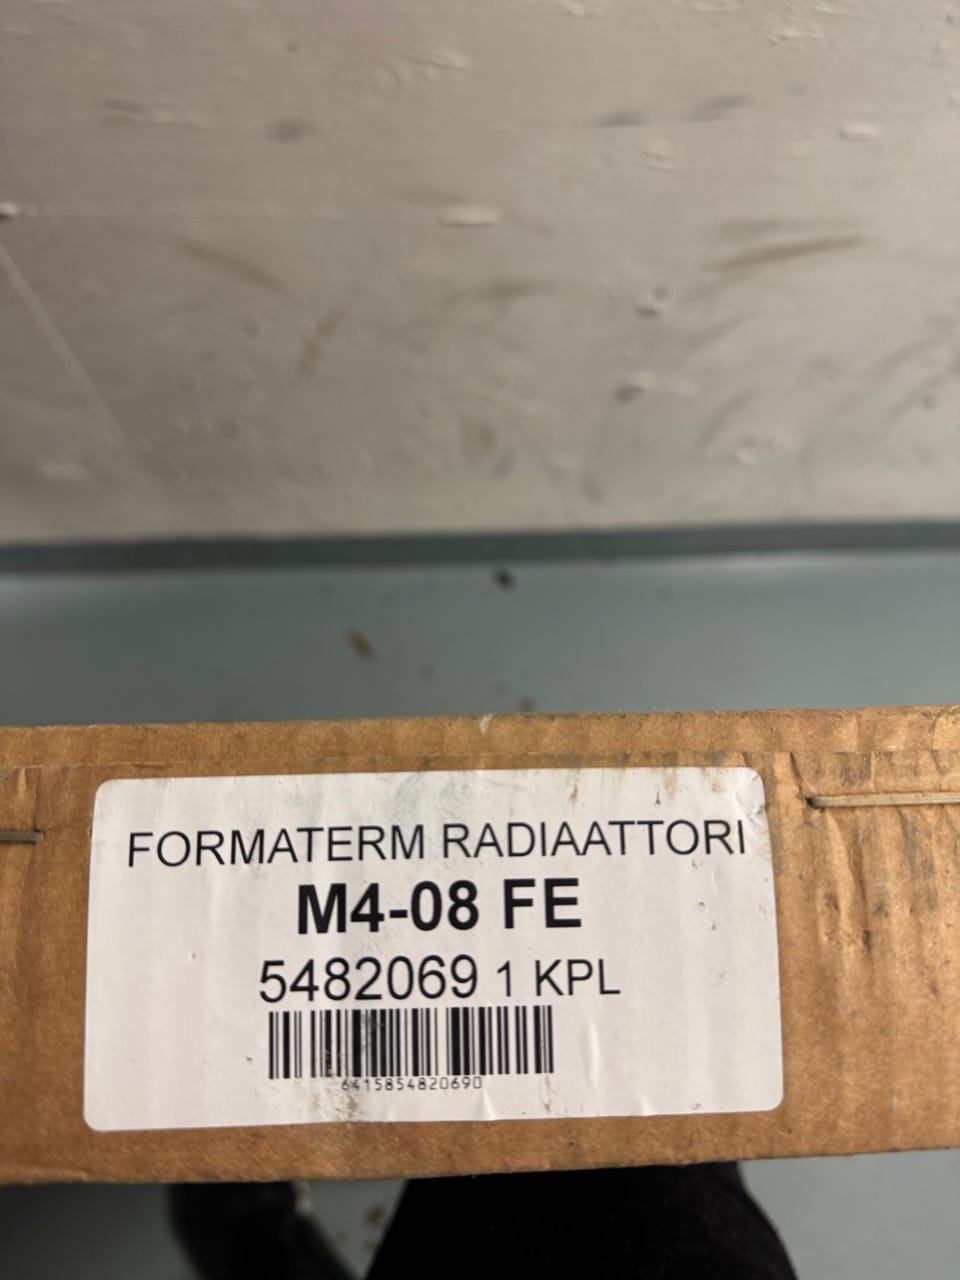 FORMATERM RADIAATTORI
M4-08 FE
5482069 1 KPL
6415854820690